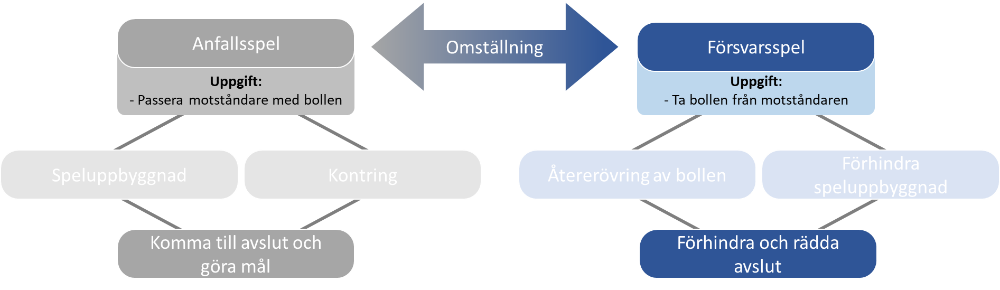 Anfallsspel
Uppgift:
- Passera motståndare med bollen
Speluppbyggnad
Kontring
Komma till avslut och
göra mål
Omställning
Försvarsspel
Uppgift:
- Ta bollen från motståndaren
Återerövring av bollen
Förhindra
speluppbyggnad
Förhindra och rädda
avslut